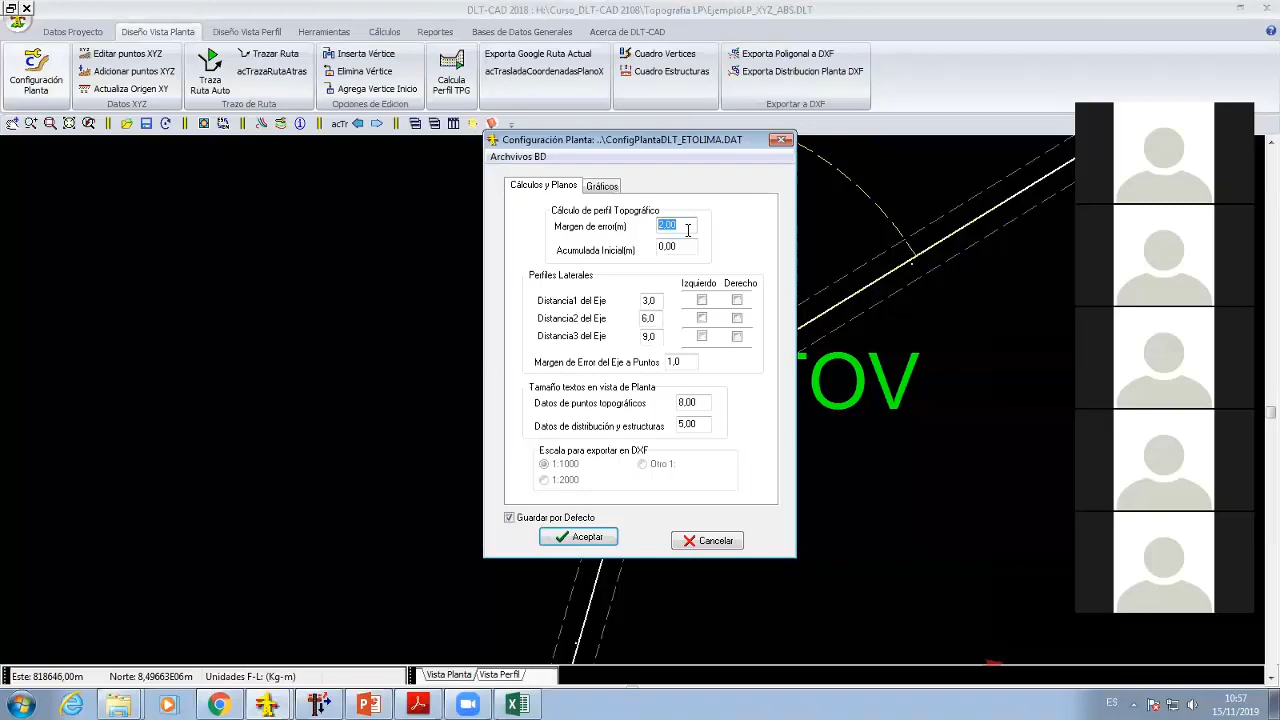 DLT-CAD 2018 : H:\Curso_DLT-CAD 2108\Topografia LP\EjemploLP_XYZ_ABS.DLT
Datos Proyecto
Diseño Vista Planta
Diseño Vista Perfil
Herramientas
Cálculos
Reportes
Bases de Datos Generales
Acerca de DLT-CAD
Configuración
Planta
Editar puntos XYZ
Adicionar puntos XYZ
Actualiza Origen XY
Datos XYZ
Traza
Ruta Auto
Trazar Ruta
acTrazaRutaAtras
Trazo de Ruta
Inserta Vértice
Elimina Vértice
Agrega Vertice Inicio
Opciones de Edicion
Calcula
Perfil TPG
Exporta Google Ruta Actual
acTrasladaCoordenadasPlanoX
Cuadro Vertices
Cuadro Estructuras
Exporta Poligonal a DXF
Exporta Distribucion Planta DXF
Exportar a DXF
acTr
Configuración Planta: ..\ConfigPlantaDLT_ETOLIMA.DAT
Archvivos BD
Cálculos y Planos
Gráficos
Cálculo de perfil Topográfico
Margen de error(m) 2,00
Acumulada Inicial(m) 0,00
Perfiles Laterales
Izquierdo Derecho
Distancia1 del Eje 3,0
Distancia2 del Eje 6,0
Distancia3 del Eje 9,0
Margen de Error del Eje a Puntos 1,0
Tamaño textos en vista de Planta
Datos de puntos topográficos 8,00
Datos de distribución y estructuras 5,00
Escala para exportar en DXF
1:1000 Otro 1:
1:2000
Guardar por Defecto
Aceptar
Cancelar
TOV
Este: 818646,00m
Norte: 8,49663E06m
Unidades F-L: (Kg-m)
Vista Planta
Vista Perfil
ES
10:57
15/11/2019